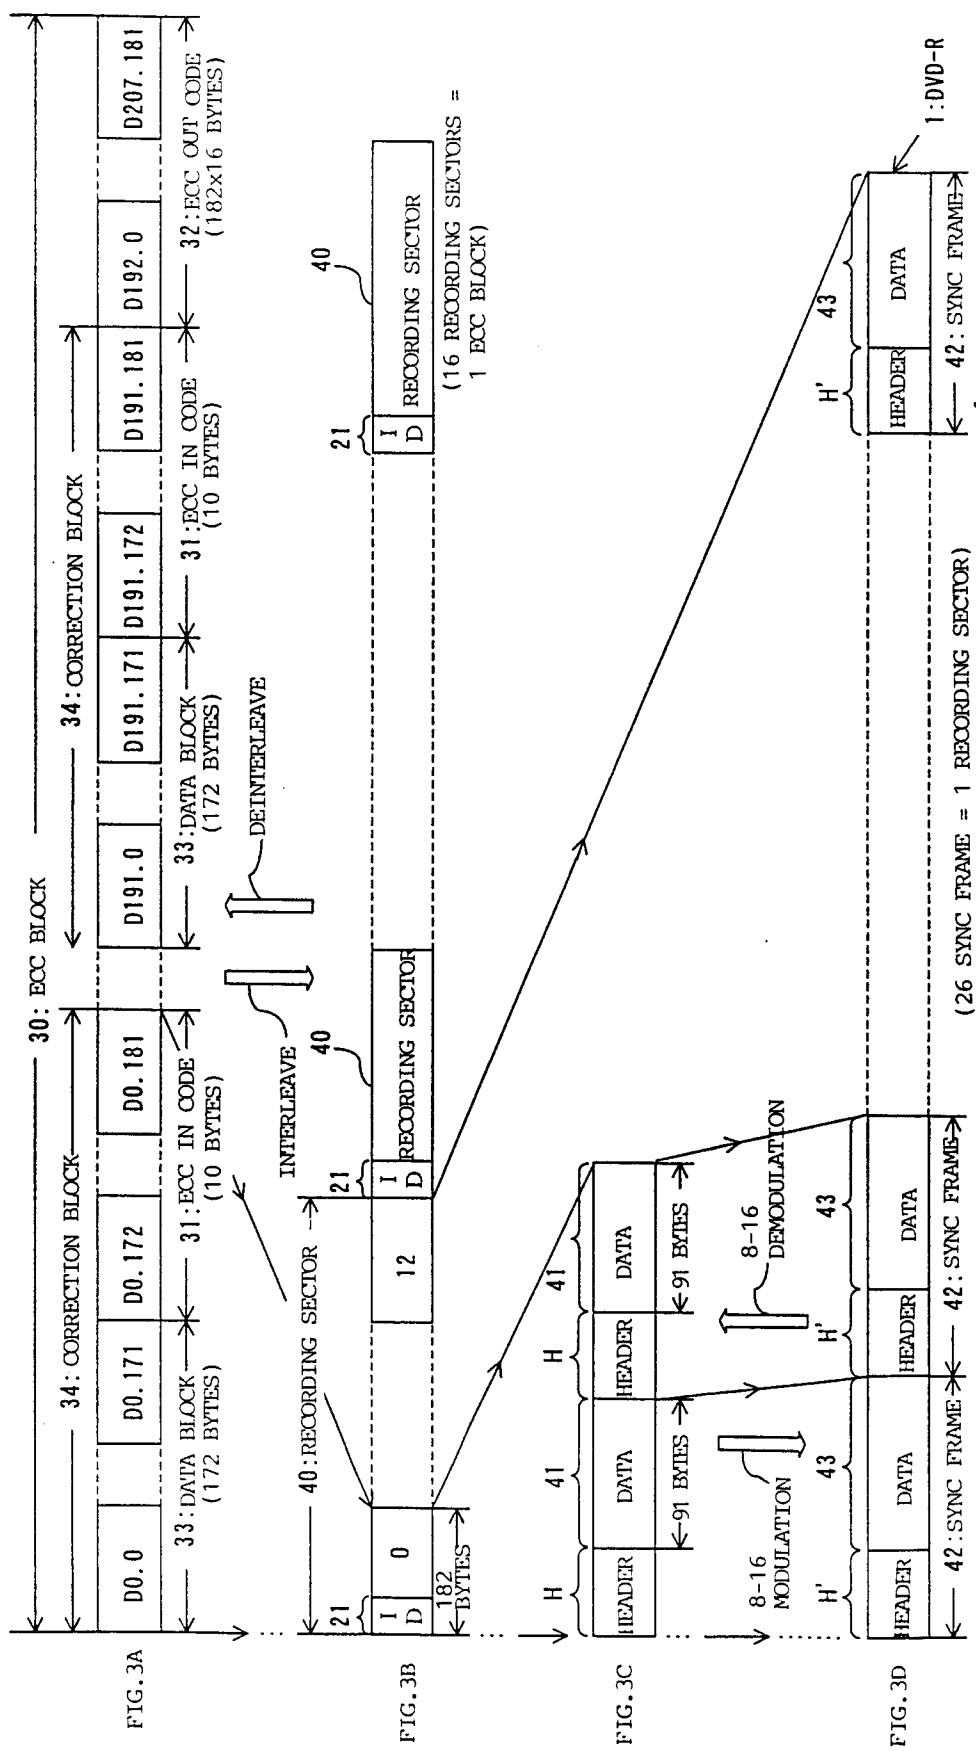 30: ECC BLOCK
34: CORRECTION BLOCK
34: CORRECTION BLOCK
FIG.3A
D0.0
D0.171
D0.172
D0.181
D191.0
D191.171
D191.172
D191.181
D192.0
D207.181
33:DATA BLOCK
(172 BYTES)
31:ECC IN CODE
(10 BYTES)
33:DATA BLOCK
(172 BYTES)
31:ECC IN CODE
(10 BYTES)
32:ECC OUT CODE
(182x16 BYTES)
INTERLEAVE
DEINTERLEAVE
40:RECORDING SECTOR
21
21
40
21
40
FIG.3B
ID
0
12
ID
RECORDING SECTOR
ID
RECORDING SECTOR
182
BYTES
(16 RECORDING SECTORS =
1 ECC BLOCK)
H
41
H
41
FIG.3C
HEADER
DATA
HEADER
DATA
91 BYTES
91 BYTES
8-16
MODULATION
8-16
DEMODULATION
1:DVD-R
H'
43
H'
43
H'
43
FIG.3D
HEADER
DATA
HEADER
DATA
HEADER
DATA
42:SYNC FRAME
42:SYNC FRAME
42:SYNC FRAME
(26 SYNC FRAME = 1 RECORDING SECTOR)